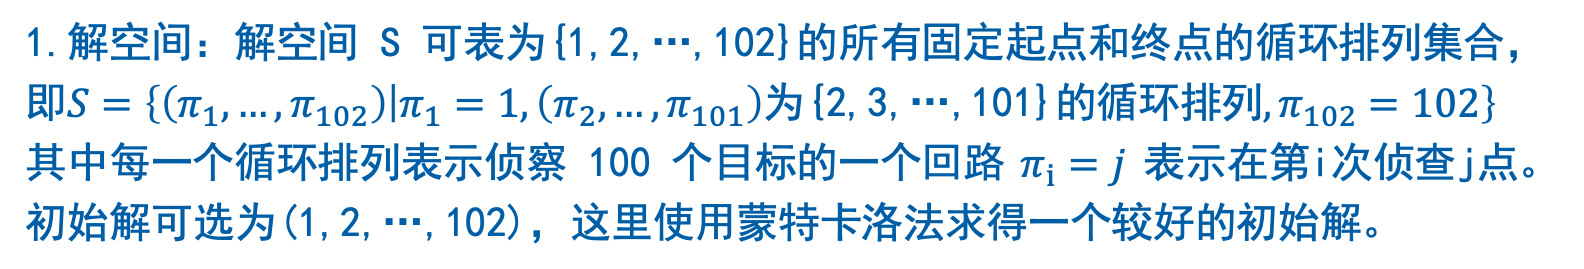 1.解空间：解空间 S 可表为{1,2,…,102}的所有固定起点和终点的循环排列集合，
即S = {(π₁,…,π₁₀₂)|π₁ = 1,(π₂,…,π₁₀₁)为{2,3,…,101}的循环排列,π₁₀₂ = 102}
其中每一个循环排列表示侦察 100 个目标的一个回路 πᵢ = j 表示在第i次侦查j点。
初始解可选为(1,2,…,102)，这里使用蒙特卡洛法求得一个较好的初始解。